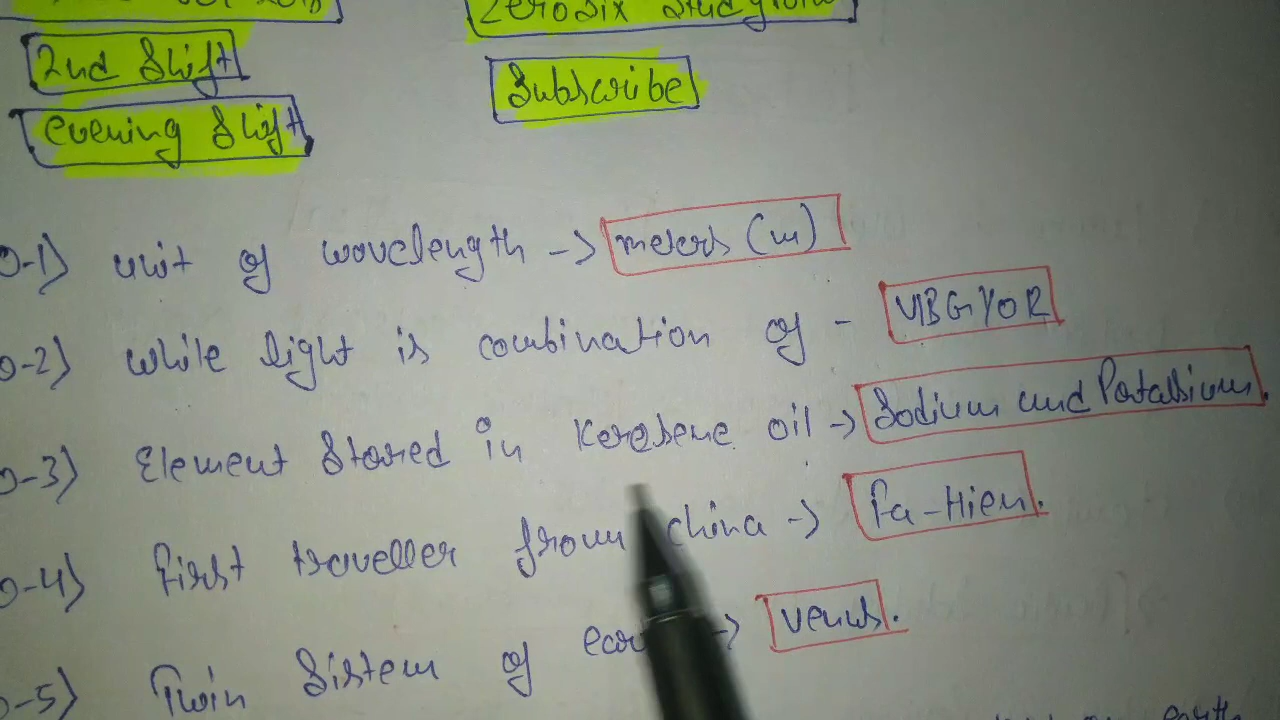 2nd Shift
Subscribe
evening Shift
Q-1) unit of wavelength -> meters (m)
Q-2) While light is combination of - VIBGYOR
Q-3) Element Stored in Kerosene oil -> Sodium and Potassium.
Q-4) First traveller from China -> Fa-Hien.
Q-5) Twin Sistem of -> Venus.